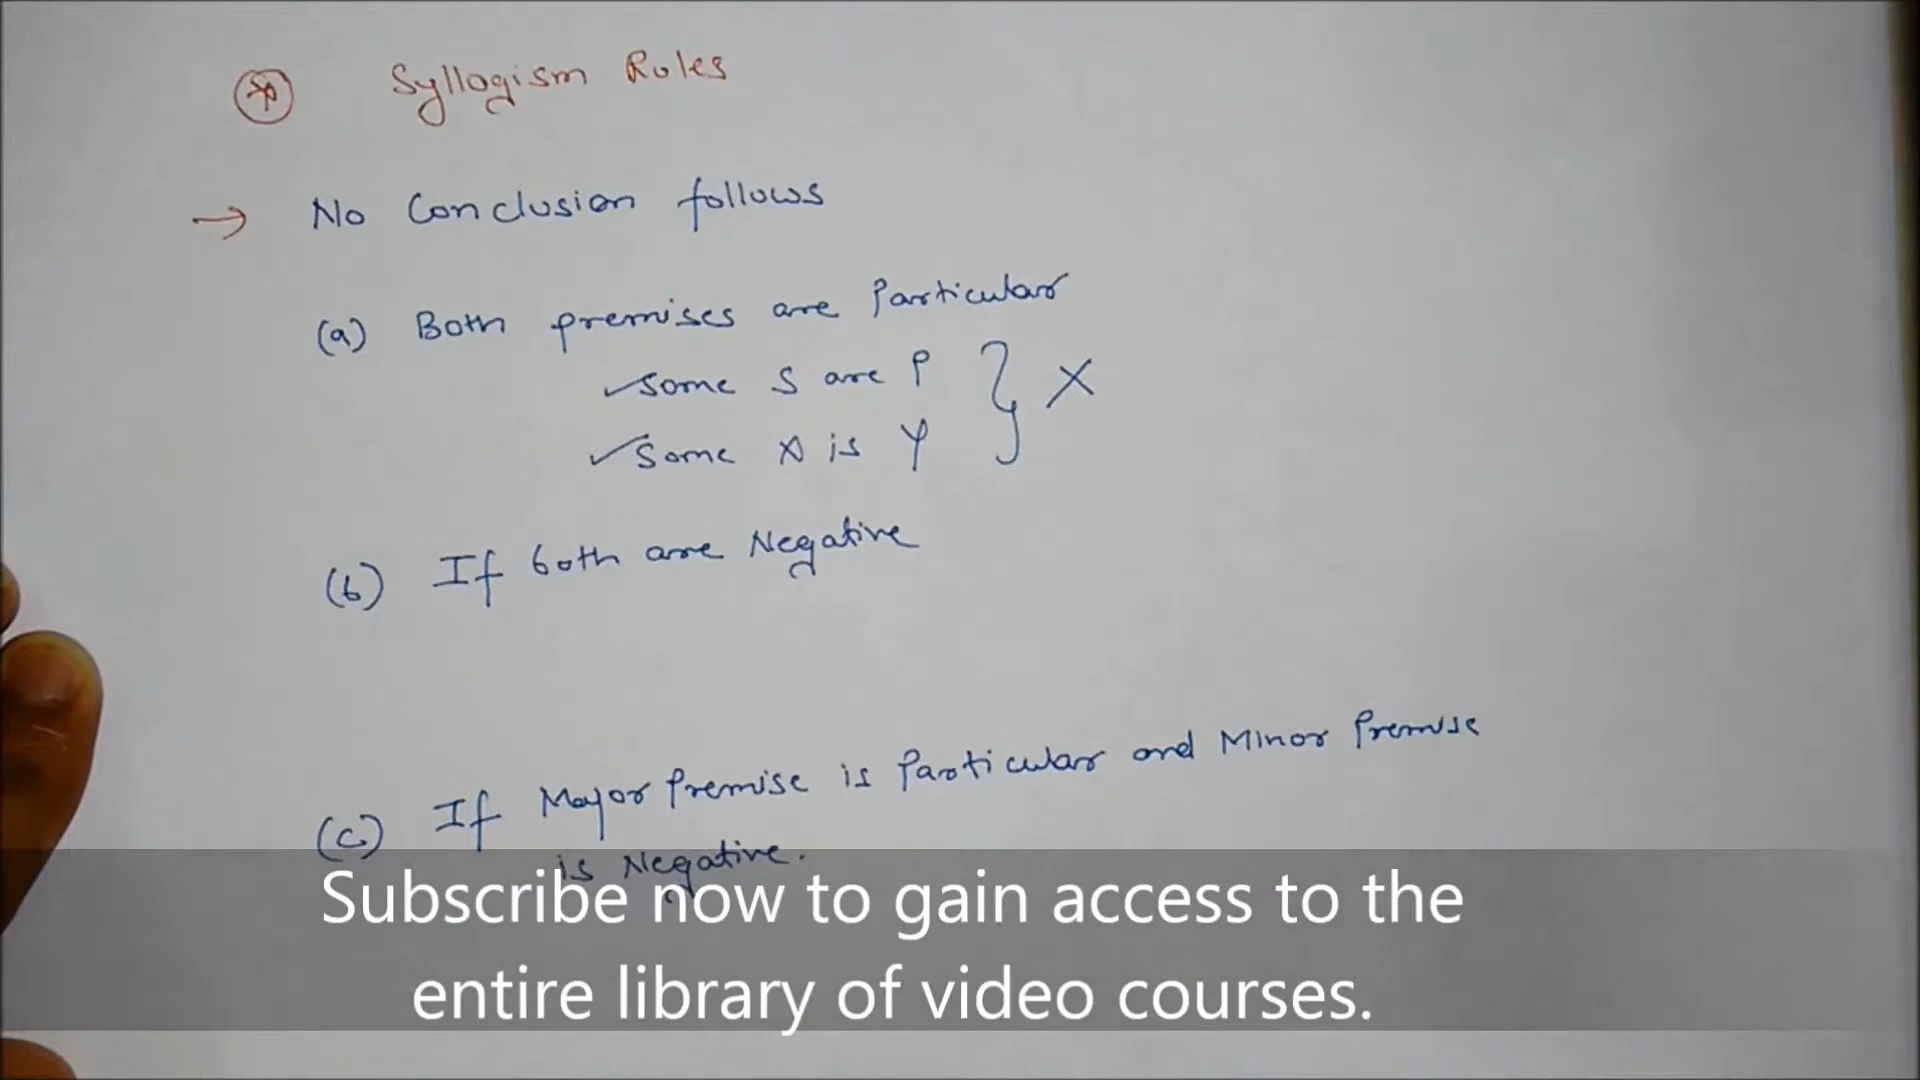 Syllogism Rules
→ No Conclusion follows
(a) Both premises are Particular
✓Some S are P } X
✓Some X is Y
(b) If both are Negative
(c) If Major Premise is Particular and Minor Premise
is Negative.
Subscribe now to gain access to the
entire library of video courses.